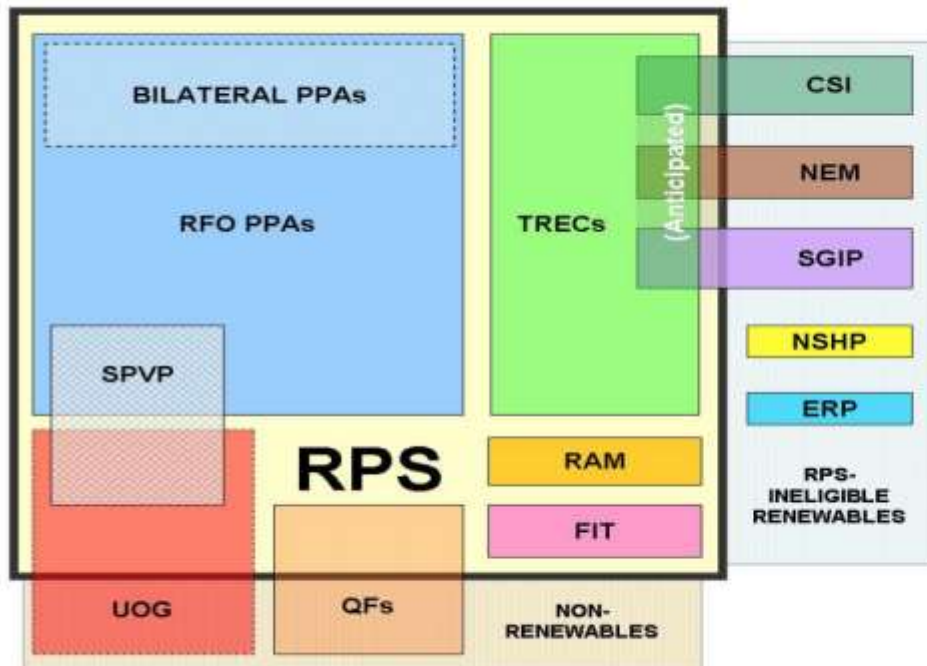 BILATERAL PPAs
RFO PPAs
TRECs
(Anticipated)
CSI
NEM
SGIP
SPVP
NSHP
ERP
RPS
RAM
FIT
RPS-
INELIGIBLE
RENEWABLES
UOG
QFs
NON-
RENEWABLES